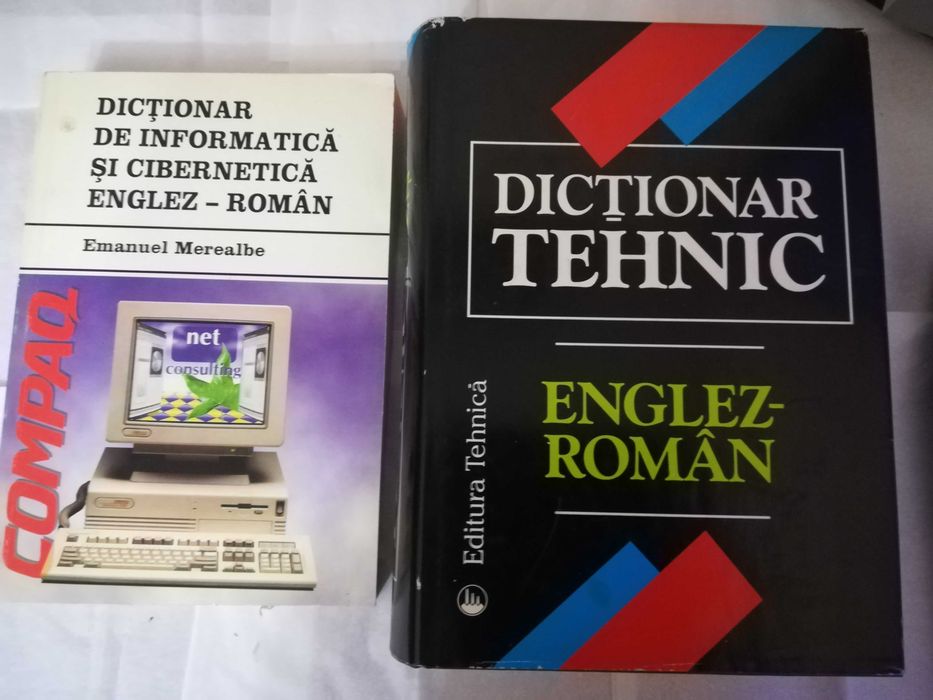 DICŢIONAR
DE INFORMATICĂ
ŞI CIBERNETICĂ
ENGLEZ – ROMÂN
Emanuel Merealbe
COMPAQ
net
consulting
DICŢIONAR
TEHNIC
ENGLEZ-
ROMÂN
Editura Tehnică